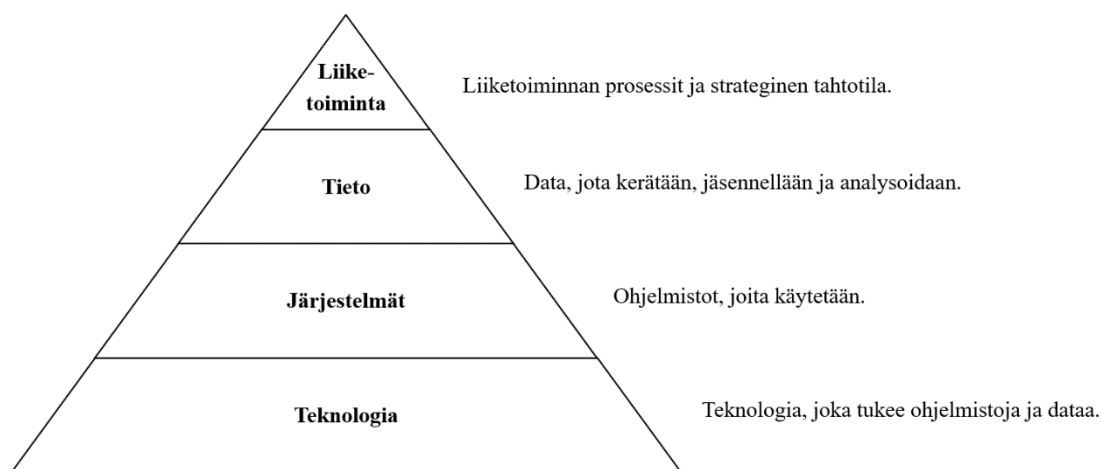 Liike-
toiminta
Liiketoiminnan prosessit ja strateginen tahtotila.
Tieto
Data, jota kerätään, jäsennellään ja analysoidaan.
Järjestelmät
Ohjelmistot, joita käytetään.
Teknologia
Teknologia, joka tukee ohjelmistoja ja dataa.